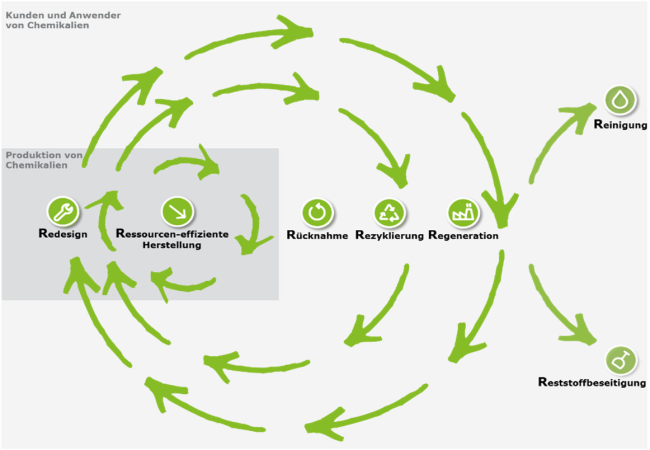 Kunden und Anwender
von Chemikalien
Reinigung
Produktion von
Chemikalien
Redesign
Ressourcen-effiziente
Herstellung
Rücknahme
Rezyklierung
Regeneration
Reststoffbeseitigung